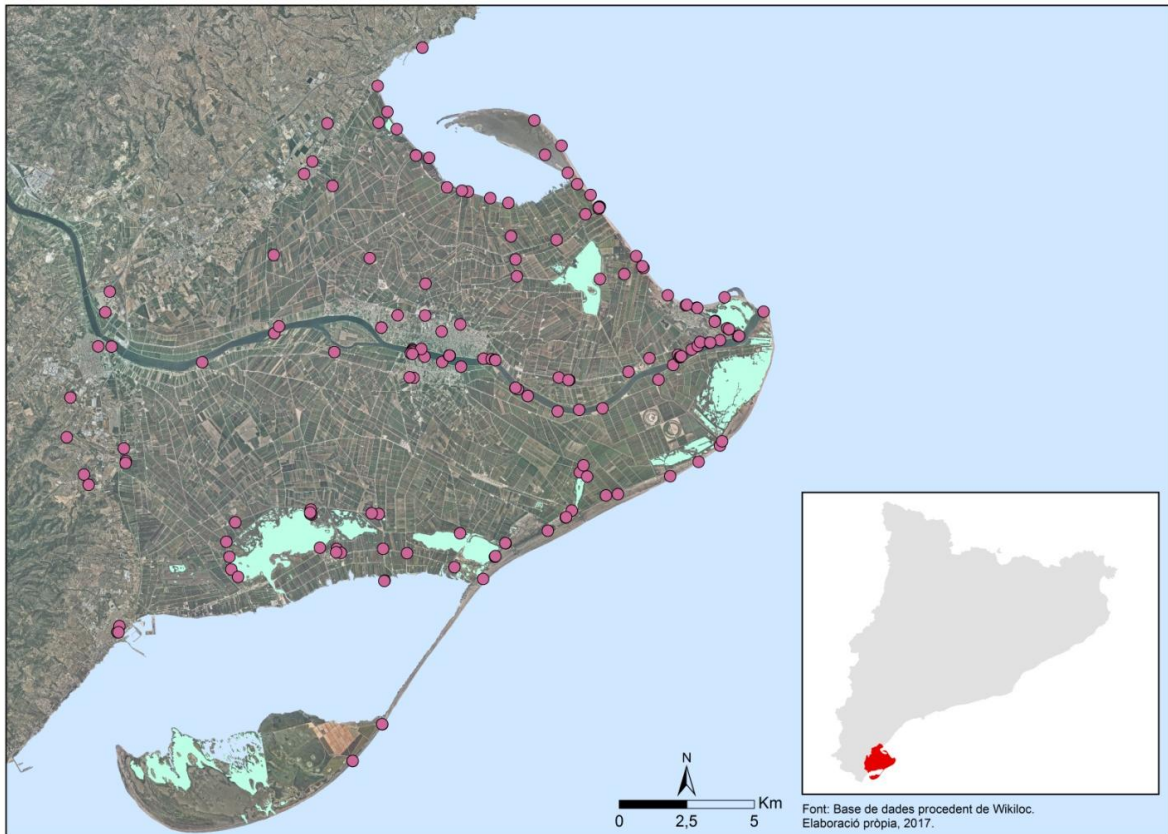 N
Km
0 2,5 5
Font: Base de dades procedent de Wikiloc.
Elaboració pròpia, 2017.